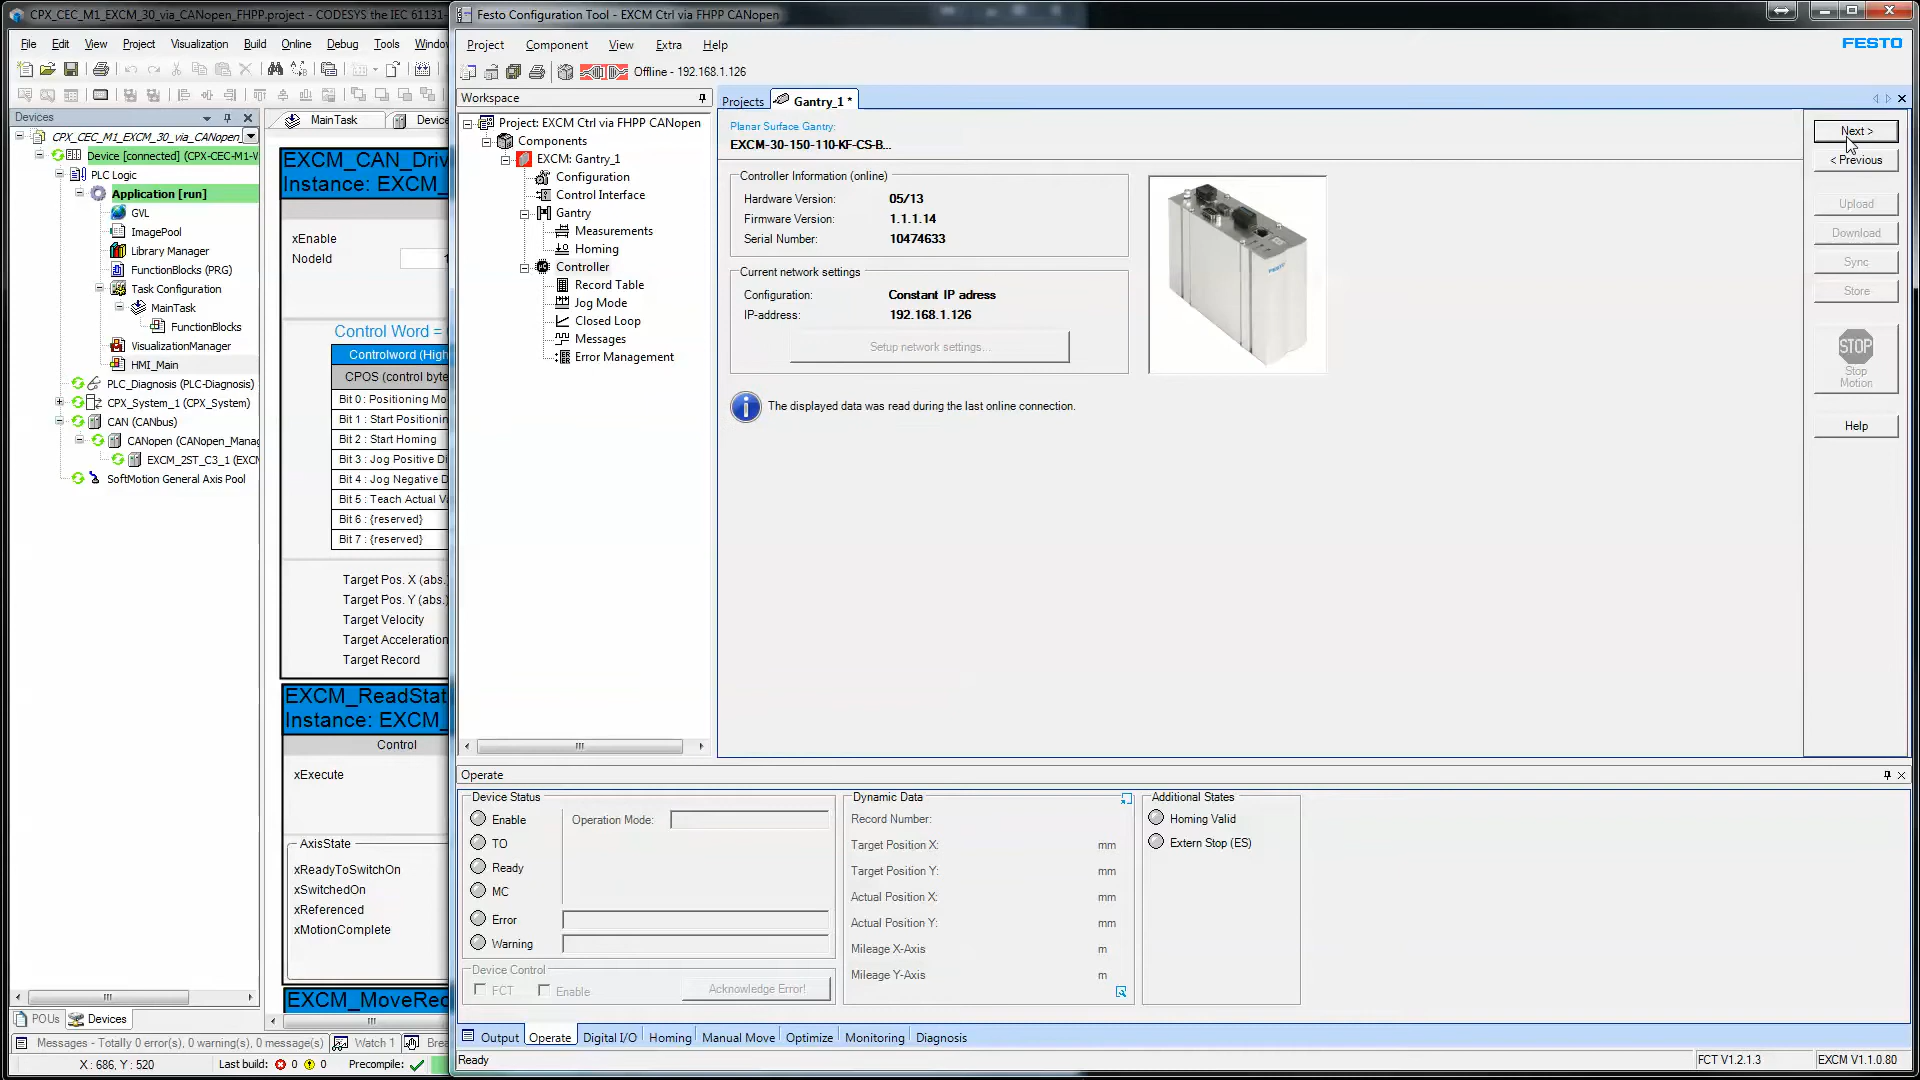 CPX_CEC_M1_EXCM_30_via_CANopen_FHPP.project - CODESYS the IEC 61131-
File Edit View Project Visualization Build Online Debug Tools Window
Devices
CPX_CEC_M1_EXCM_30_via_CANopen_
Device [connected] (CPX-CEC-M1-V
PLC Logic
Application [run]
GVL
ImagePool
Library Manager
FunctionBlocks (PRG)
Task Configuration
MainTask
FunctionBlocks
VisualizationManager
HMI_Main
PLC_Diagnosis (PLC-Diagnosis)
CPX_System_1 (CPX_System)
CAN (CANbus)
CANopen (CANopen_Manag
EXCM_2ST_C3_1 (EXC
SoftMotion General Axis Pool
POUs Devices
MainTask Device
EXCM_CAN_Driv
Instance: EXCM_
xEnable
NodeId
Control Word =
Controlword (High
CPOS (control byte
Bit 0 : Positioning Mo
Bit 1 : Start Positionin
Bit 2 : Start Homing
Bit 3 : Jog Positive Di
Bit 4 : Jog Negative D
Bit 5 : Teach Actual Va
Bit 6 : {reserved}
Bit 7 : {reserved}
Target Pos. X (abs.
Target Pos. Y (abs.)
Target Velocity
Target Acceleration
Target Record
EXCM_ReadStat
Instance: EXCM_
Control
xExecute
AxisState
xReadyToSwitchOn
xSwitchedOn
xReferenced
xMotionComplete
EXCM_MoveRec
Messages - Totally 0 error(s), 0 warning(s), 0 message(s) Watch 1 Brea
X : 686, Y : 520 Last build: 0 0 Precompile:
Festo Configuration Tool - EXCM Ctrl via FHPP CANopen
Project Component View Extra Help
FESTO
Offline - 192.168.1.126
Workspace
Project: EXCM Ctrl via FHPP CANopen
Components
EXCM: Gantry_1
Configuration
Control Interface
Gantry
Measurements
Homing
Controller
Record Table
Jog Mode
Closed Loop
Messages
Error Management
Projects Gantry_1 *
Planar Surface Gantry:
EXCM-30-150-110-KF-CS-B...
Controller Information (online)
Hardware Version: 05/13
Firmware Version: 1.1.1.14
Serial Number: 10474633
Current network settings
Configuration: Constant IP adress
IP-address: 192.168.1.126
Setup network settings...
The displayed data was read during the last online connection.
FESTO
Next >
< Previous
Upload
Download
Sync
Store
STOP
Stop
Motion
Help
Operate
Device Status
Enable
TO
Ready
MC
Error
Warning
Operation Mode:
Device Control
FCT Enable Acknowledge Error!
Dynamic Data
Record Number:
Target Position X: mm
Target Position Y: mm
Actual Position X: mm
Actual Position Y: mm
Mileage X-Axis m
Mileage Y-Axis m
Additional States
Homing Valid
Extern Stop (ES)
Output Operate Digital I/O Homing Manual Move Optimize Monitoring Diagnosis
Ready FCT V1.2.1.3 EXCM V1.1.0.80